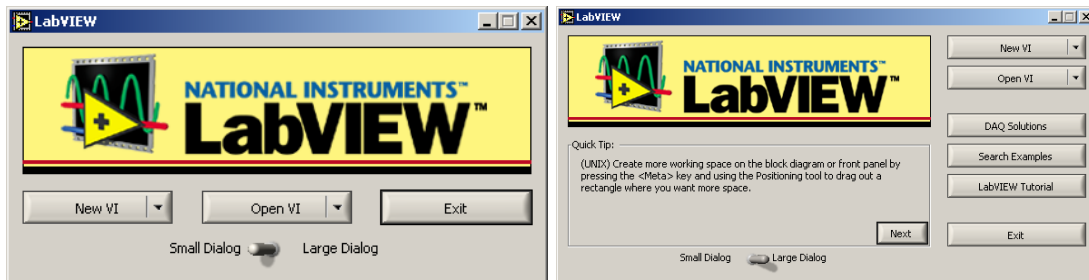 LabVIEW
NATIONAL INSTRUMENTS™
LabVIEW™
New VI
Open VI
Exit
Small Dialog
Large Dialog
LabVIEW
NATIONAL INSTRUMENTS™
LabVIEW™
New VI
Open VI
DAQ Solutions
Search Examples
LabVIEW Tutorial
Exit
Quick Tip:
(UNIX) Create more working space on the block diagram or front panel by
pressing the <Meta> key and using the Positioning tool to drag out a
rectangle where you want more space.
Next
Small Dialog
Large Dialog